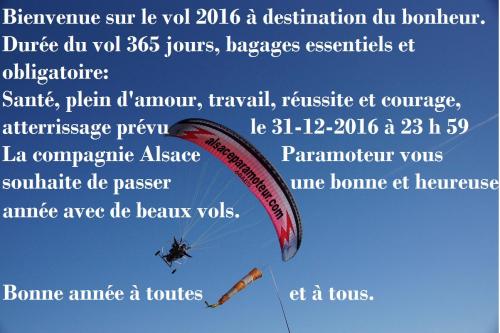 Bienvenue sur le vol 2016 à destination du bonheur.
Durée du vol 365 jours, bagages essentiels et
obligatoire:
Santé, plein d'amour, travail, réussite et courage,
atterrissage prévu le 31-12-2016 à 23 h 59
La compagnie Alsace Paramoteur vous
souhaite de passer une bonne et heureuse
année avec de beaux vols.
Bonne année à toutes et à tous.
alsaceparamoteur.com